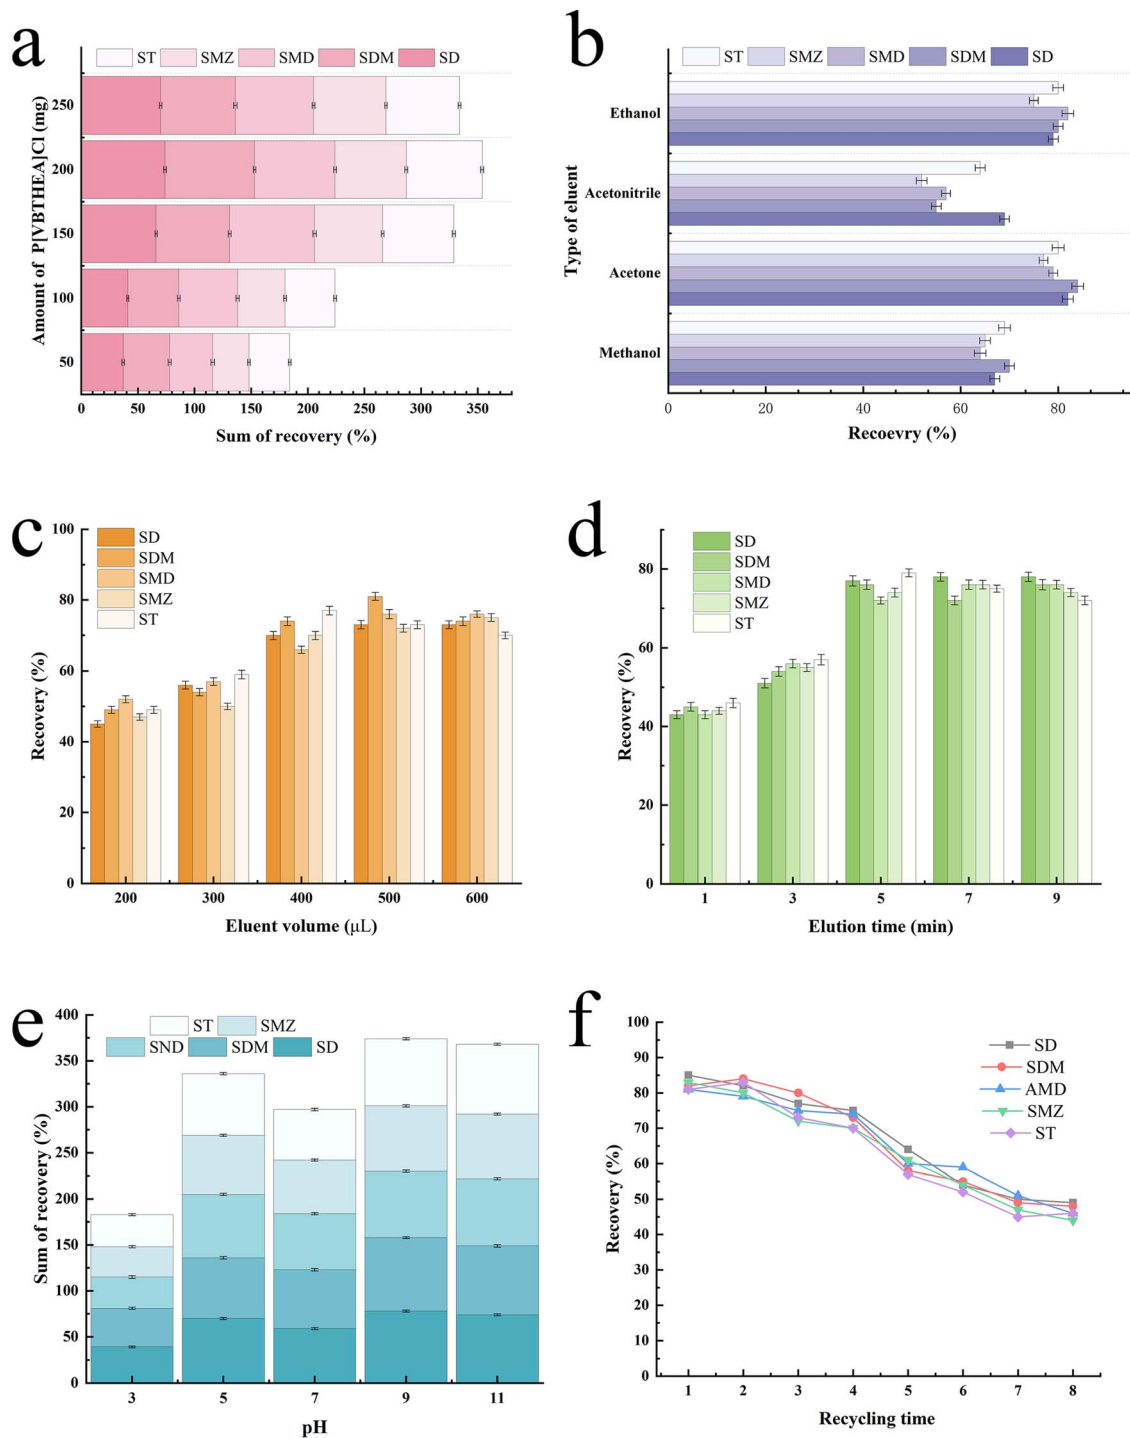 a
ST SMZ SMD SDM SD
250
200
150
100
50
Amount of P[VBTHEA]Cl (mg)
0 50 100 150 200 250 300 350
Sum of recovery (%)
b
ST SMZ SMD SDM SD
Ethanol
Acetonitrile
Acetone
Methanol
Type of eluent
0 20 40 60 80
Recoevry (%)
c
SD
SDM
SMD
SMZ
ST
100
80
60
40
20
0
Recovery (%)
200 300 400 500 600
Eluent volume (μL)
d
SD
SDM
SMD
SMZ
ST
80
60
40
20
0
Recovery (%)
1 3 5 7 9
Elution time (min)
e
ST SMZ
SND SDM SD
400
350
300
250
200
150
100
50
0
Sum of recovery (%)
3 5 7 9 11
pH
f
SD
SDM
AMD
SMZ
ST
100
90
80
70
60
50
40
30
20
10
0
Recovery (%)
1 2 3 4 5 6 7 8
Recycling time